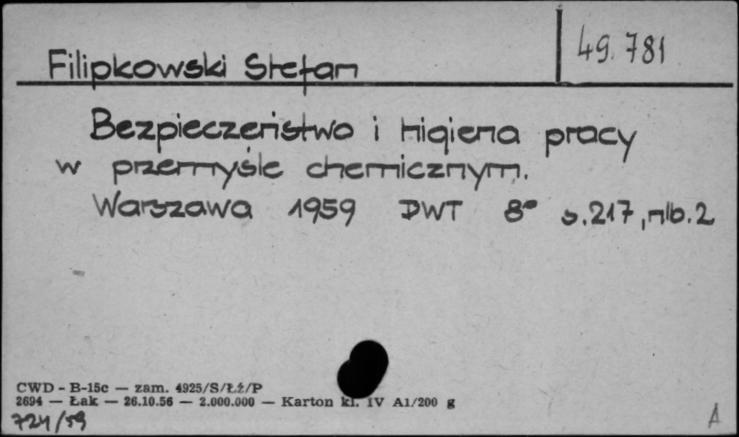 Filipkowski Stefan
49.781
Bezpieczeństwo i higiena pracy
w przemyśle chemicznym.
Warszawa 1959 PWT 8° s.217, nlb.2
CWD - B-15c — zam. 4925/S/Łż/P
2694 — Łak — 26.10.56 — 2.000.000 — Karton kl. IV A1/200 g
724/59
A